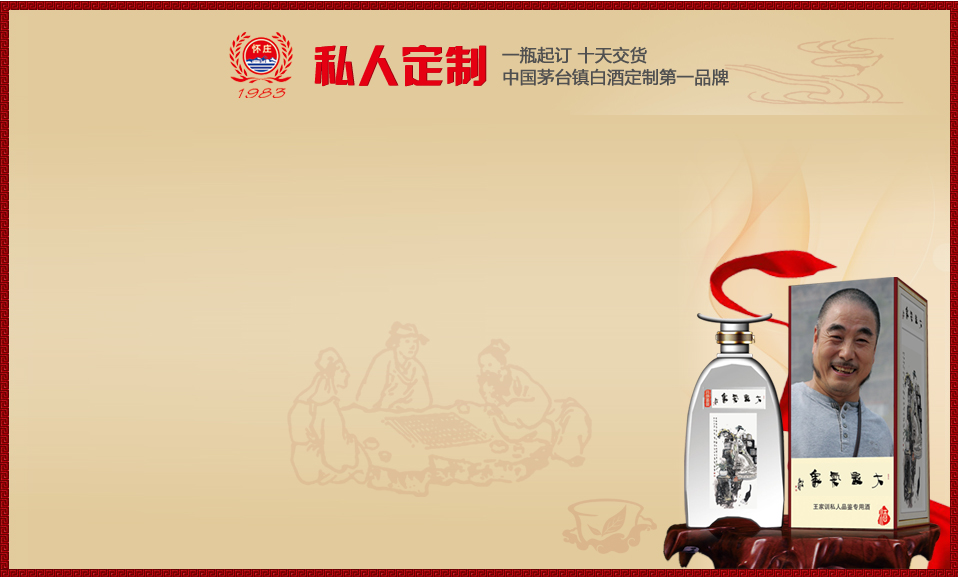 怀庄
1983
私人定制
一瓶起订 十天交货
中国茅台镇白酒定制第一品牌
王家训私人品鉴专用酒